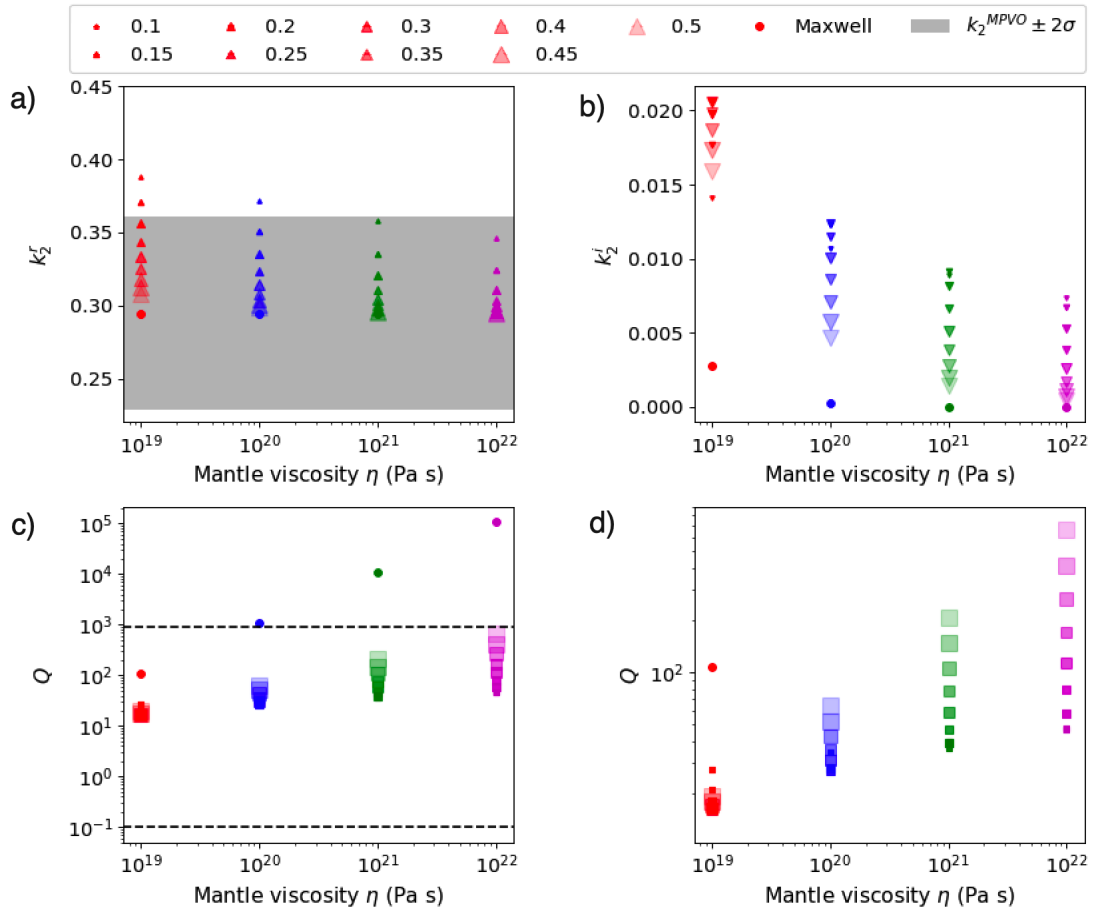 0.1 0.2 0.3 0.4 0.5 Maxwell k₂ᴹᴾⱽᴼ ± 2σ
0.15 0.25 0.35 0.45
a)
0.45
0.40
0.35
0.30
0.25
k₂ʳ
10¹⁹ 10²⁰ 10²¹ 10²²
Mantle viscosity η (Pa s)
b)
0.020
0.015
0.010
0.005
0.000
k₂ⁱ
10¹⁹ 10²⁰ 10²¹ 10²²
Mantle viscosity η (Pa s)
c)
10⁵
10⁴
10³
10²
10¹
10⁰
10⁻¹
Q
10¹⁹ 10²⁰ 10²¹ 10²²
Mantle viscosity η (Pa s)
d)
10²
Q
10¹⁹ 10²⁰ 10²¹ 10²²
Mantle viscosity η (Pa s)